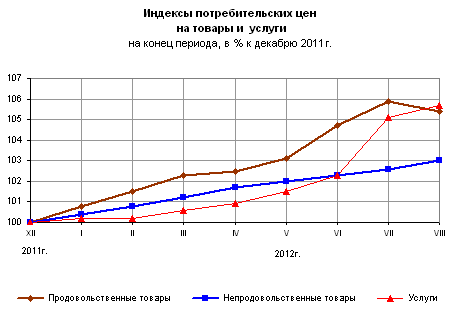 Индексы потребительских цен
на товары и услуги
на конец периода, в % к декабрю 2011г.
107
106
105
104
103
102
101
100
XII I II III IV V VI VII VIII
2011г. 2012г.
Продовольственные товары Непродовольственные товары Услуги